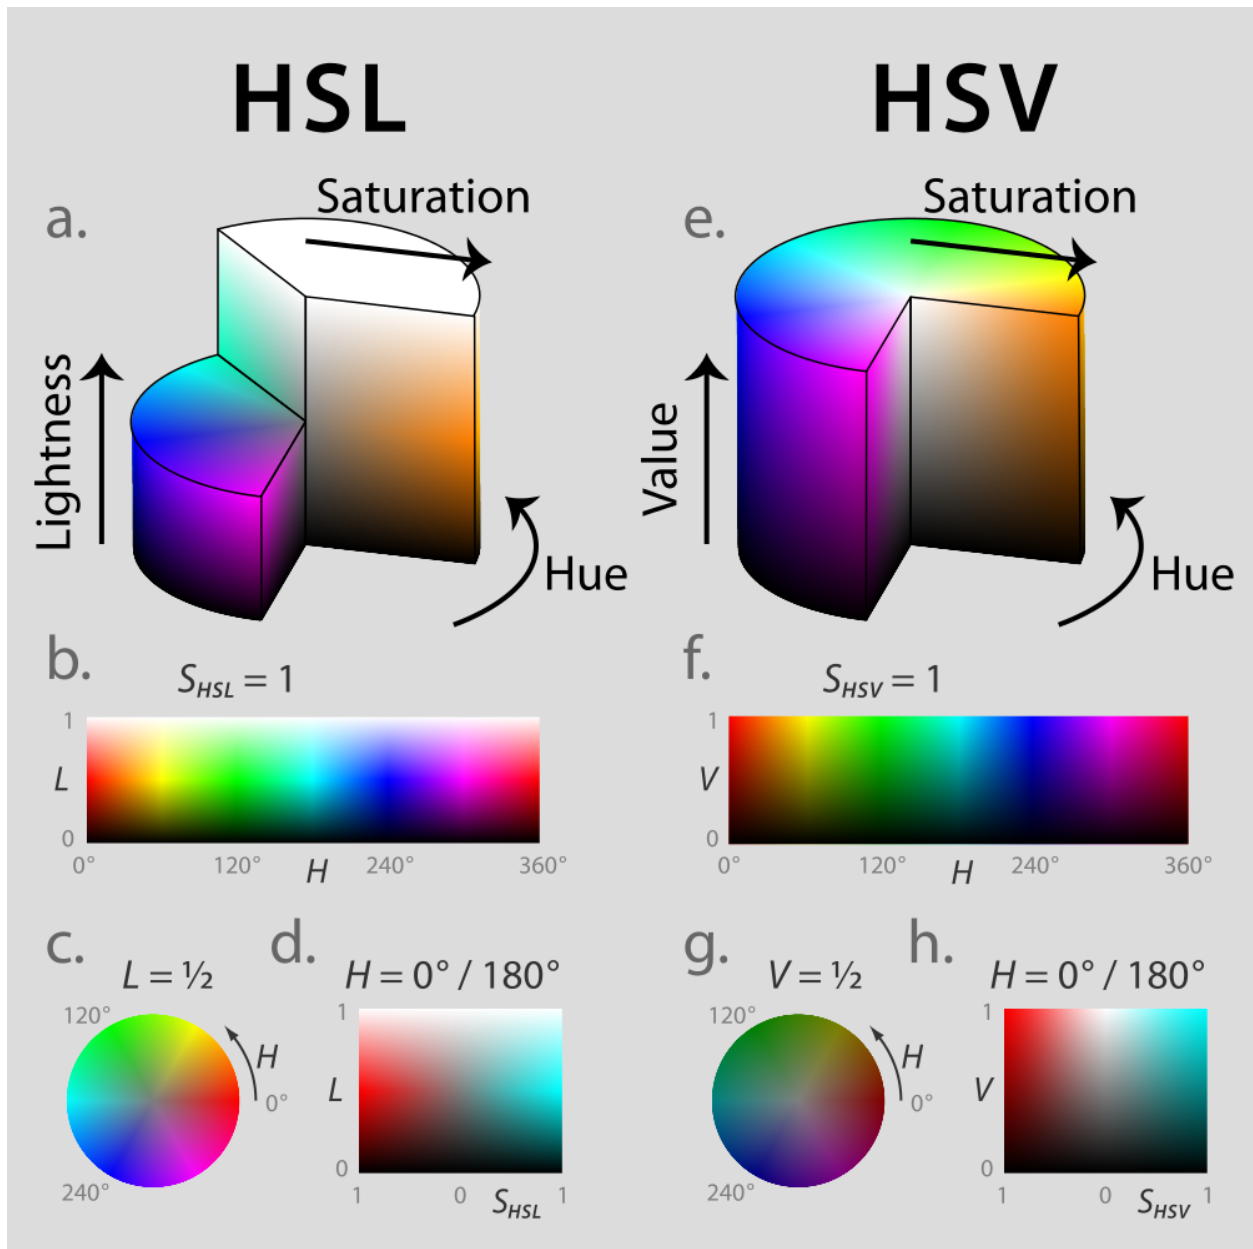 HSL
HSV
a.
Saturation
Lightness
Hue
e.
Saturation
Value
Hue
b.
S_HSL = 1
1
L
0
0° 120° 240° 360°
H
f.
S_HSV = 1
1
V
0
0° 120° 240° 360°
H
c.
L = ½
120°
H
0°
240°
d.
H = 0° / 180°
1
L
0
1 0 1
S_HSL
g.
V = ½
120°
H
0°
240°
h.
H = 0° / 180°
1
V
0
1 0 1
S_HSV